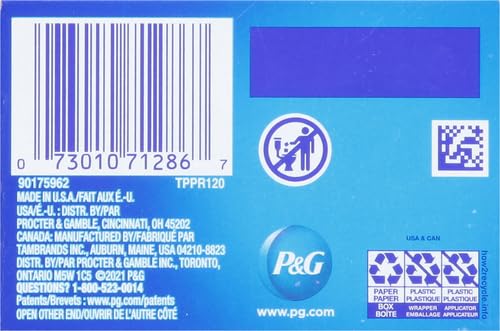 0 73010 71286 7
90175962 TPPR120
MADE IN U.S.A./FAIT AUX É.-U.
USA/É.-U. : DISTR. BY/PAR
PROCTER & GAMBLE, CINCINNATI, OH 45202
CANADA: MANUFACTURED BY/FABRIQUÉ PAR
TAMBRANDS INC., AUBURN, MAINE, USA 04210-8823
DISTR. BY/PAR PROCTER & GAMBLE INC., TORONTO,
ONTARIO M5W 1C5 ©2021 P&G
QUESTIONS? 1-800-523-0014
Patents/Brevets : www.pg.com/patents
OPEN OTHER END/OUVRIR DE L'AUTRE CÔTÉ
P&G
www.pg.com
USA & CAN
PAPER
PAPIER
BOX
BOÎTE
PLASTIC
PLASTIQUE
WRAPPER
EMBALLAGE
PLASTIC
PLASTIQUE
APPLICATOR
APPLICATEUR
how2recycle.info